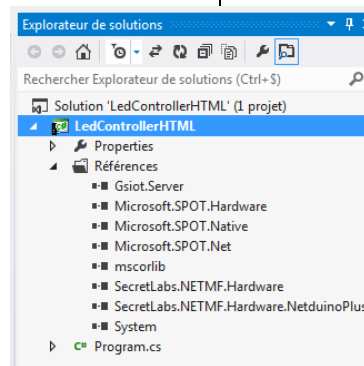 Explorateur de solutions
Rechercher Explorateur de solutions (Ctrl+$)
Solution 'LedControllerHTML' (1 projet)
LedControllerHTML
Properties
Références
Gsiot.Server
Microsoft.SPOT.Hardware
Microsoft.SPOT.Native
Microsoft.SPOT.Net
mscorlib
SecretLabs.NETMF.Hardware
SecretLabs.NETMF.Hardware.NetduinoPlus
System
C# Program.cs